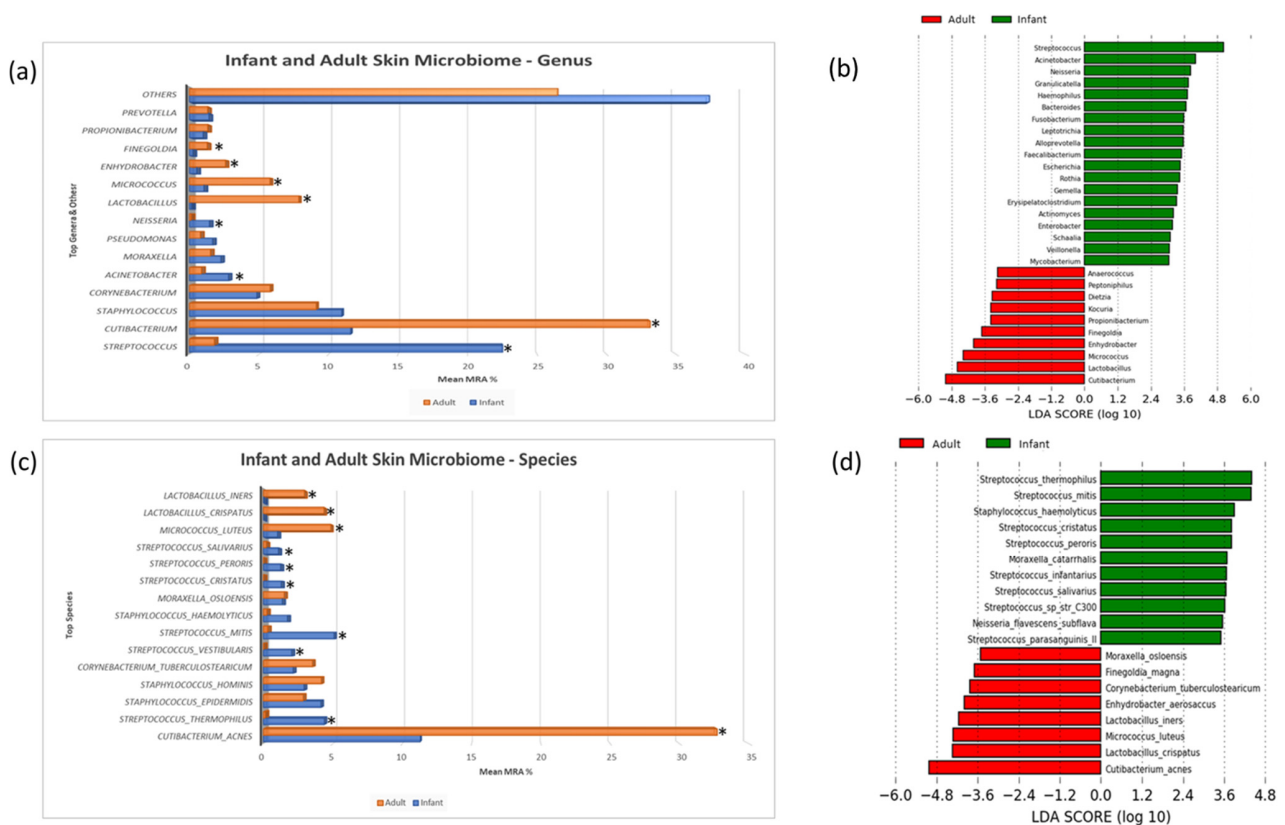 (a)
Infant and Adult Skin Microbiome - Genus
Top Genera & Othesr
OTHERS
PREVOTELLA
PROPIONIBACTERIUM
FINEGOLDIA
*
ENHYDROBACTER
*
MICROCOCCUS
*
LACTOBACILLUS
*
NEISSERIA
*
PSEUDOMONAS
MORAXELLA
ACINETOBACTER
*
CORYNEBACTERIUM
STAPHYLOCOCCUS
CUTIBACTERIUM
*
STREPTOCOCCUS
*
0 5 10 15 20 25 30 35 40
Mean MRA %
Adult Infant
(b)
Adult Infant
Streptococcus
Acinetobacter
Neisseria
Granulicatella
Haemophilus
Bacteroides
Fusobacterium
Leptotrichia
Alloprevotella
Faecalibacterium
Escherichia
Rothia
Gemella
Erysipelatoclostridium
Actinomyces
Enterobacter
Schaalia
Veillonella
Mycobacterium
Anaerococcus
Peptoniphilus
Dietzia
Kocuria
Propionibacterium
Finegoldia
Enhydrobacter
Micrococcus
Lactobacillus
Cutibacterium
−6.0 −4.8 −3.6 −2.4 −1.2 0.0 1.2 2.4 3.6 4.8 6.0
LDA SCORE (log 10)
(c)
Infant and Adult Skin Microbiome - Species
Top Species
LACTOBACILLUS_INERS
*
LACTOBACILLUS_CRISPATUS
*
MICROCOCCUS_LUTEUS
*
STREPTOCOCCUS_SALIVARIUS
*
STREPTOCOCCUS_PERORIS
*
STREPTOCOCCUS_CRISTATUS
*
MORAXELLA_OSLOENSIS
STAPHYLOCOCCUS_HAEMOLYTICUS
STREPTOCOCCUS_MITIS
*
STREPTOCOCCUS_VESTIBULARIS
*
CORYNEBACTERIUM_TUBERCULOSTEARICUM
STAPHYLOCOCCUS_HOMINIS
STAPHYLOCOCCUS_EPIDERMIDIS
STREPTOCOCCUS_THERMOPHILUS
*
CUTIBACTERIUM_ACNES
*
0 5 10 15 20 25 30 35
Mean MRA %
Adult Infant
(d)
Adult Infant
Streptococcus_thermophilus
Streptococcus_mitis
Staphylococcus_haemolyticus
Streptococcus_cristatus
Streptococcus_peroris
Moraxella_catarrhalis
Streptococcus_infantarius
Streptococcus_salivarius
Streptococcus_sp_str_C300
Neisseria_flavescens_subflava
Streptococcus_parasanguinis_II
Moraxella_osloensis
Finegoldia_magna
Corynebacterium_tuberculostearicum
Enhydrobacter_aerosaccus
Lactobacillus_iners
Micrococcus_luteus
Lactobacillus_crispatus
Cutibacterium_acnes
−6.0 −4.8 −3.6 −2.4 −1.2 0.0 1.2 2.4 3.6 4.8
LDA SCORE (log 10)